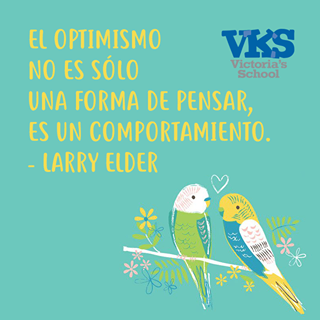 EL OPTIMISMO
NO ES SÓLO
UNA FORMA DE PENSAR,
ES UN COMPORTAMIENTO.
- LARRY ELDER
VKS
Victoria's
School